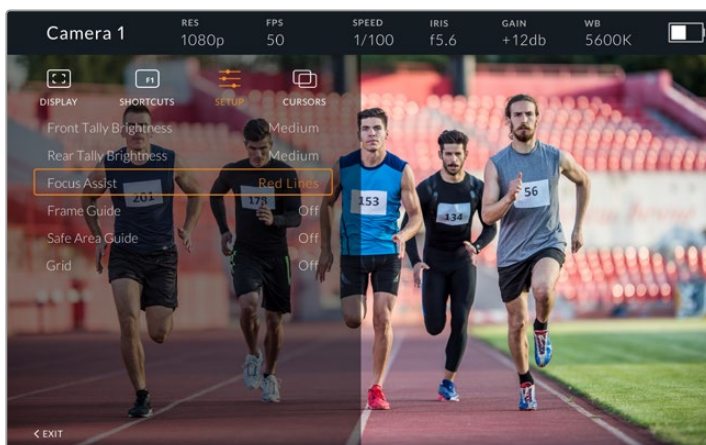 Camera 1
RES
1080p
FPS
50
SPEED
1/100
IRIS
f5.6
GAIN
+12db
WB
5600K
F1
DISPLAY
SHORTCUTS
SETUP
CURSORS
Front Tally Brightness Medium
Rear Tally Brightness Medium
Focus Assist Red Lines
Frame Guide Off
Safe Area Guide Off
Grid Off
201
178
153
134
56
< EXIT